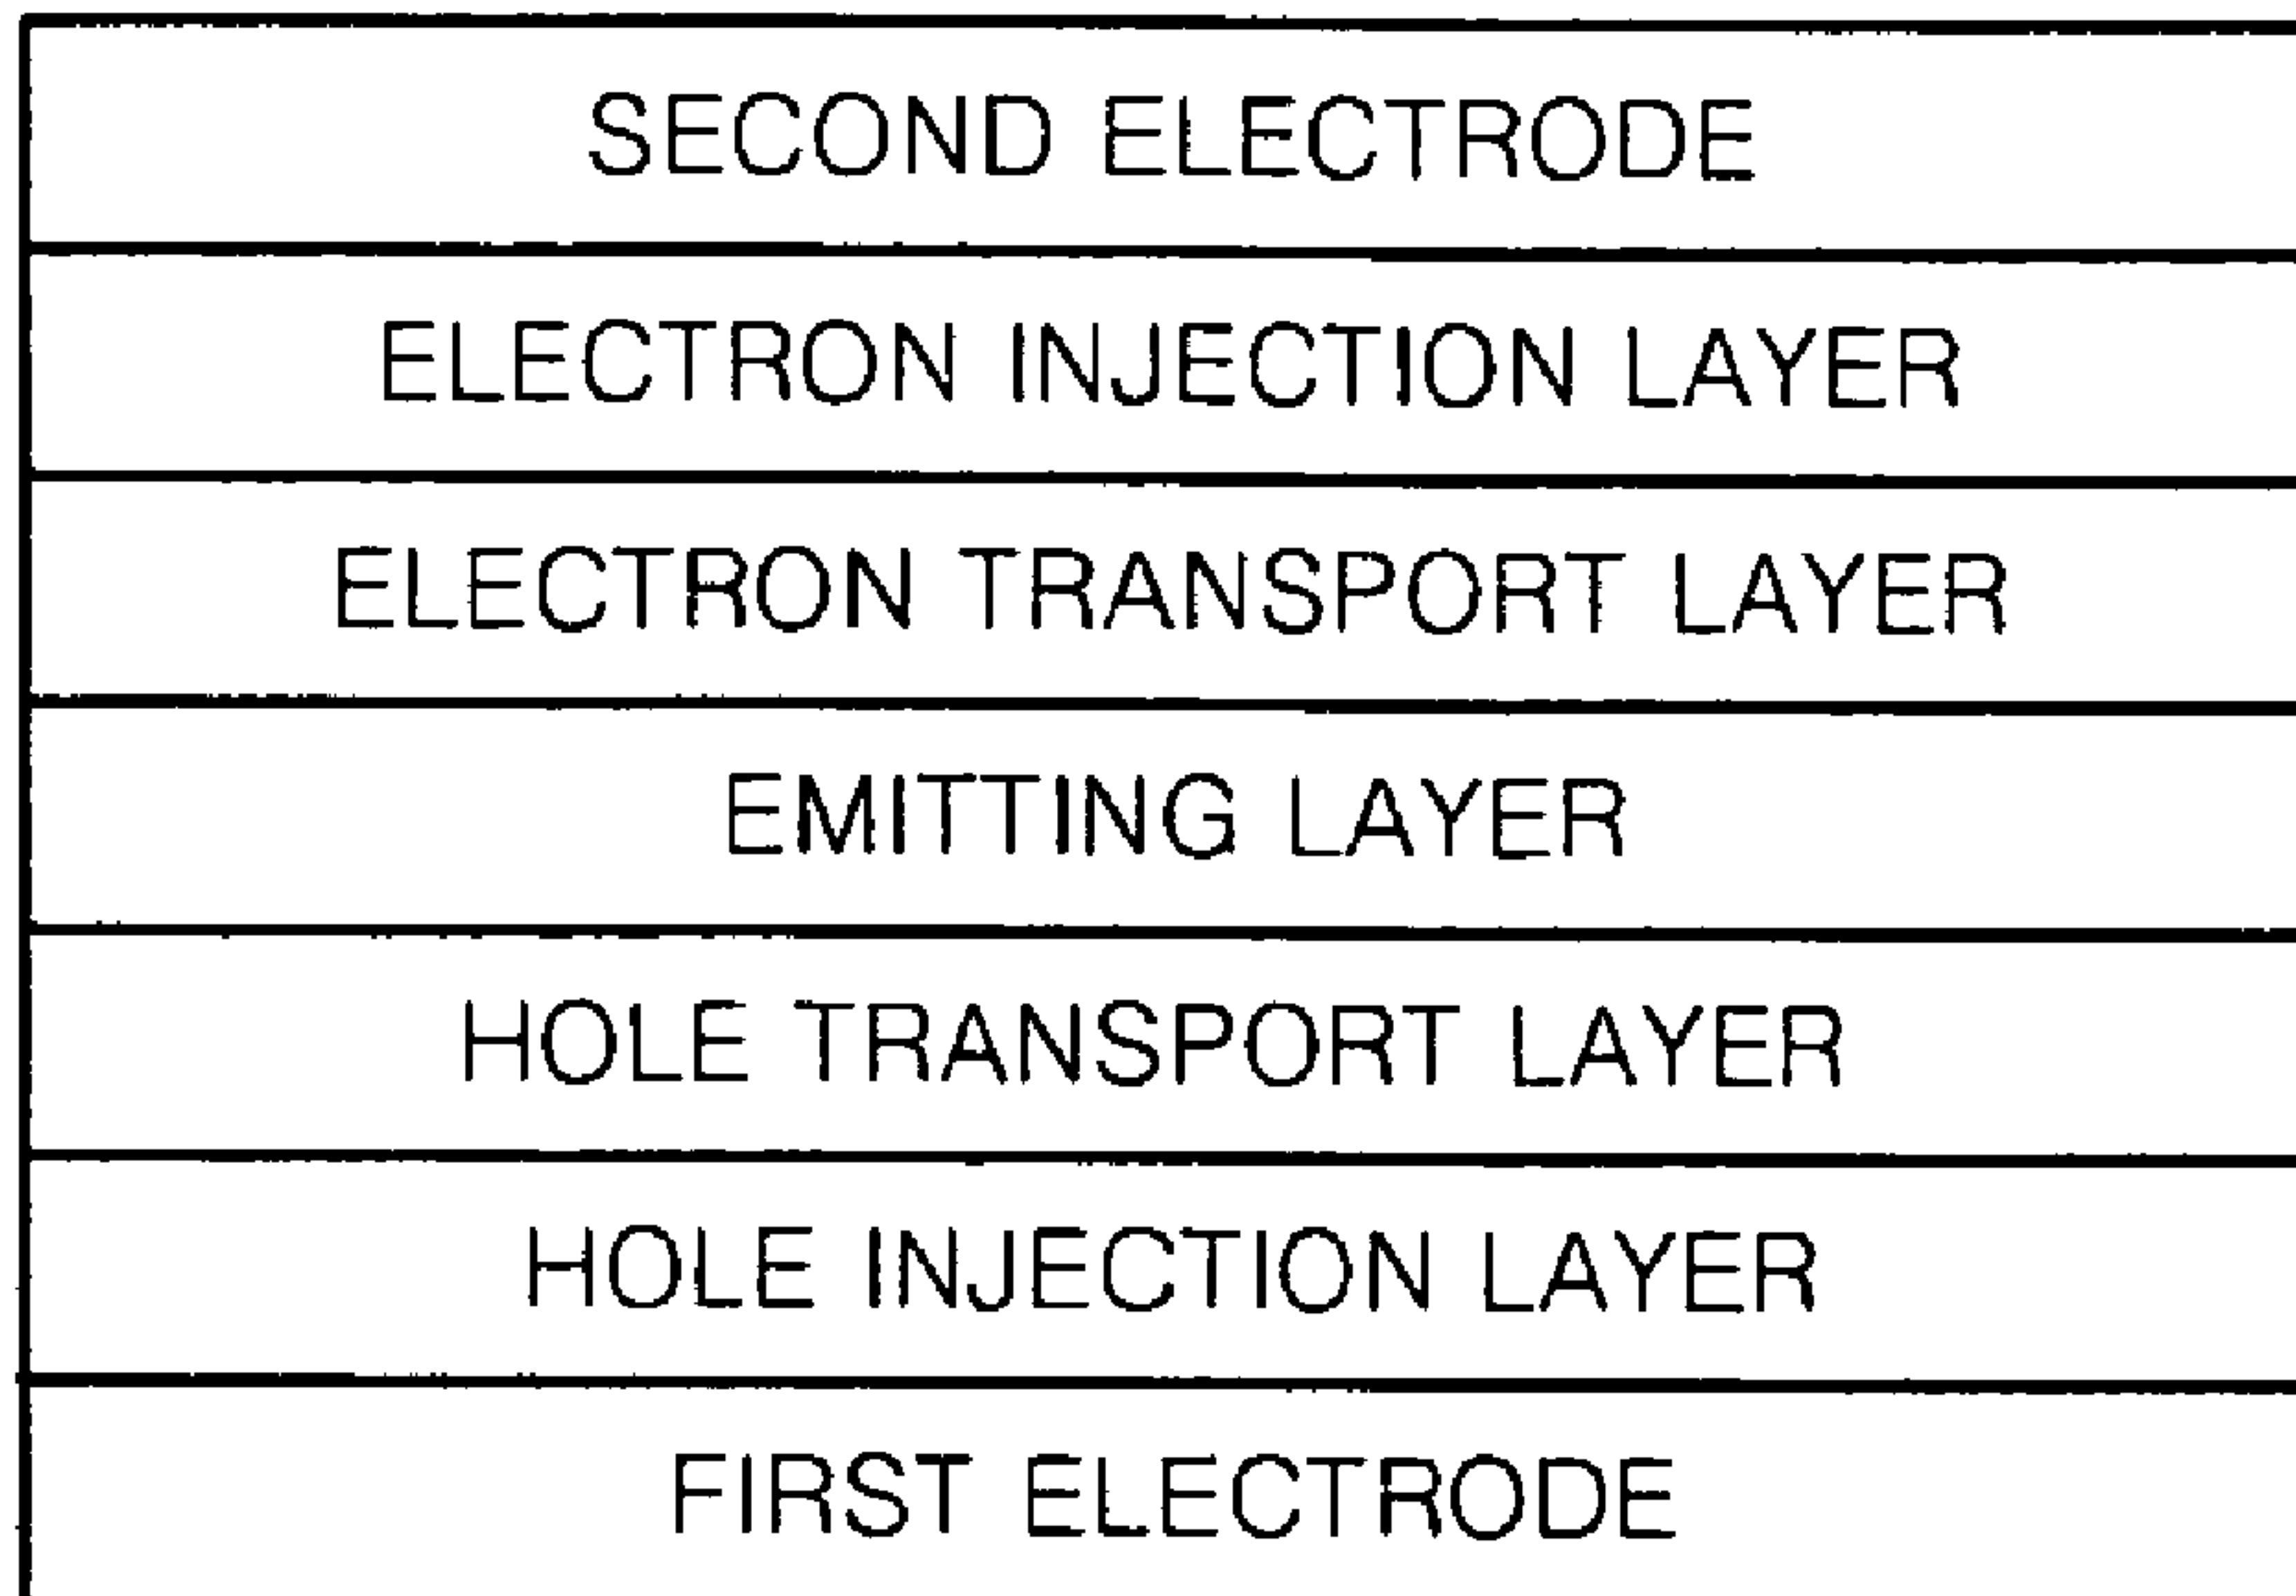 SECOND ELECTRODE
ELECTRON INJECTION LAYER
ELECTRON TRANSPORT LAYER
EMITTING LAYER
HOLE TRANSPORT LAYER
HOLE INJECTION LAYER
FIRST ELECTRODE